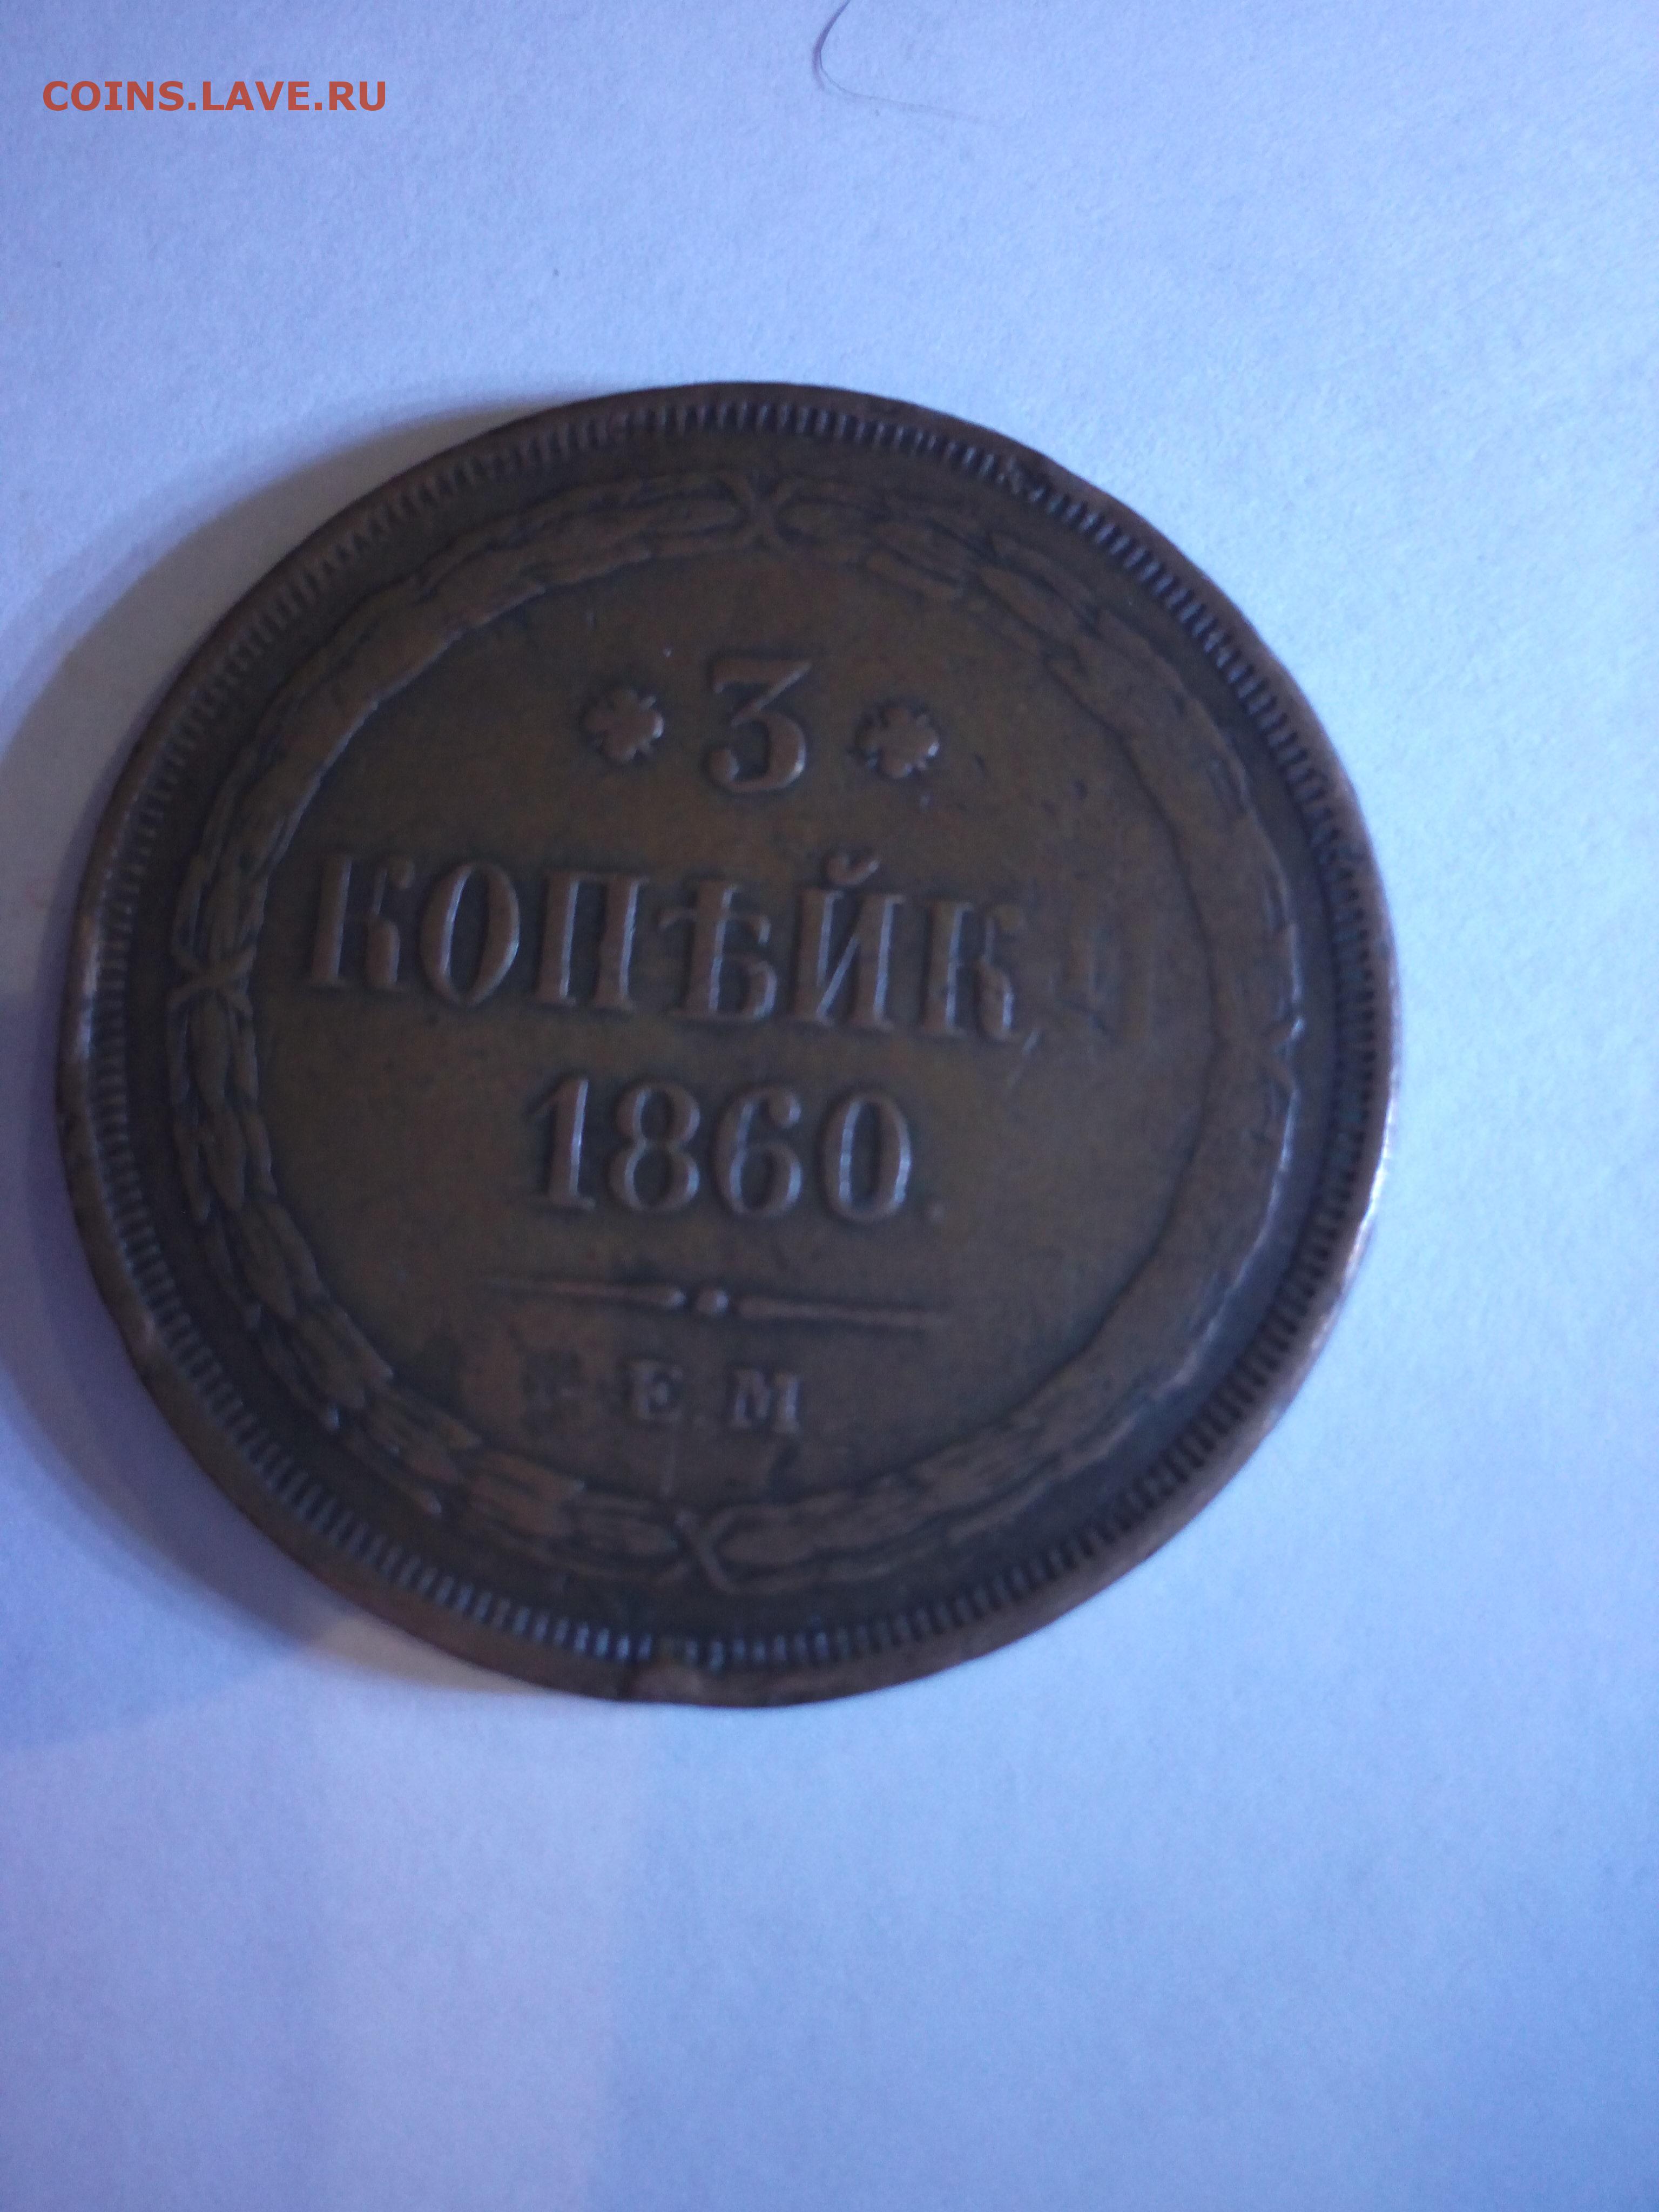 COINS.LAVE.RU
3
КОПѢЙКИ
1860.
Е.М